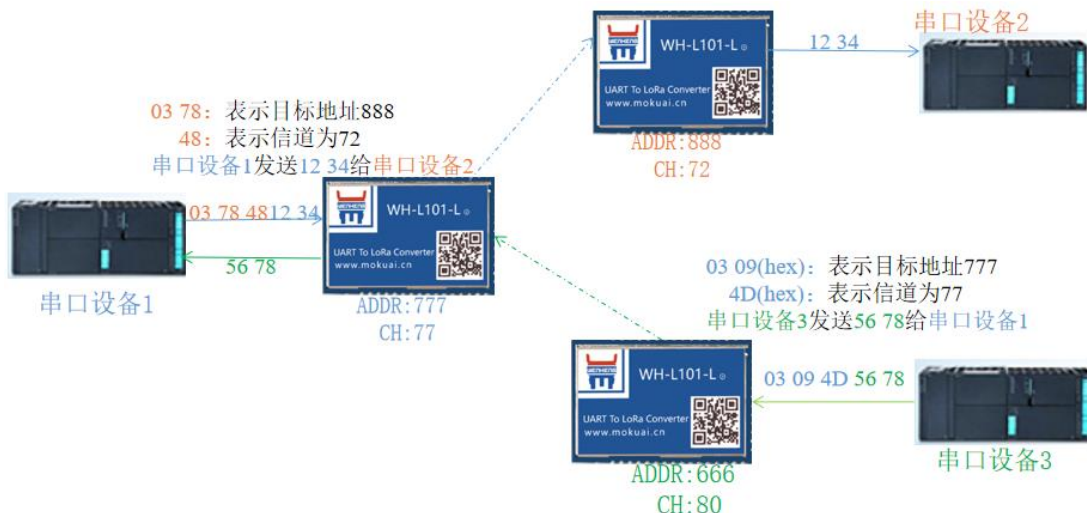 串口设备2
WH-L101-L
12 34
UART To LoRa Converter
www.mokuai.cn
ADDR:888
CH:72
03 78：表示目标地址888
48：表示信道为72
串口设备1发送12 34给串口设备2
03 78 4812 34
WH-L101-L
UART To LoRa Converter
www.mokuai.cn
56 78
串口设备1
ADDR:777
CH:77
03 09(hex)：表示目标地址777
4D(hex)：表示信道为77
串口设备3发送56 78给串口设备1
WH-L101-L
03 09 4D 56 78
UART To LoRa Converter
www.mokuai.cn
串口设备3
ADDR:666
CH:80